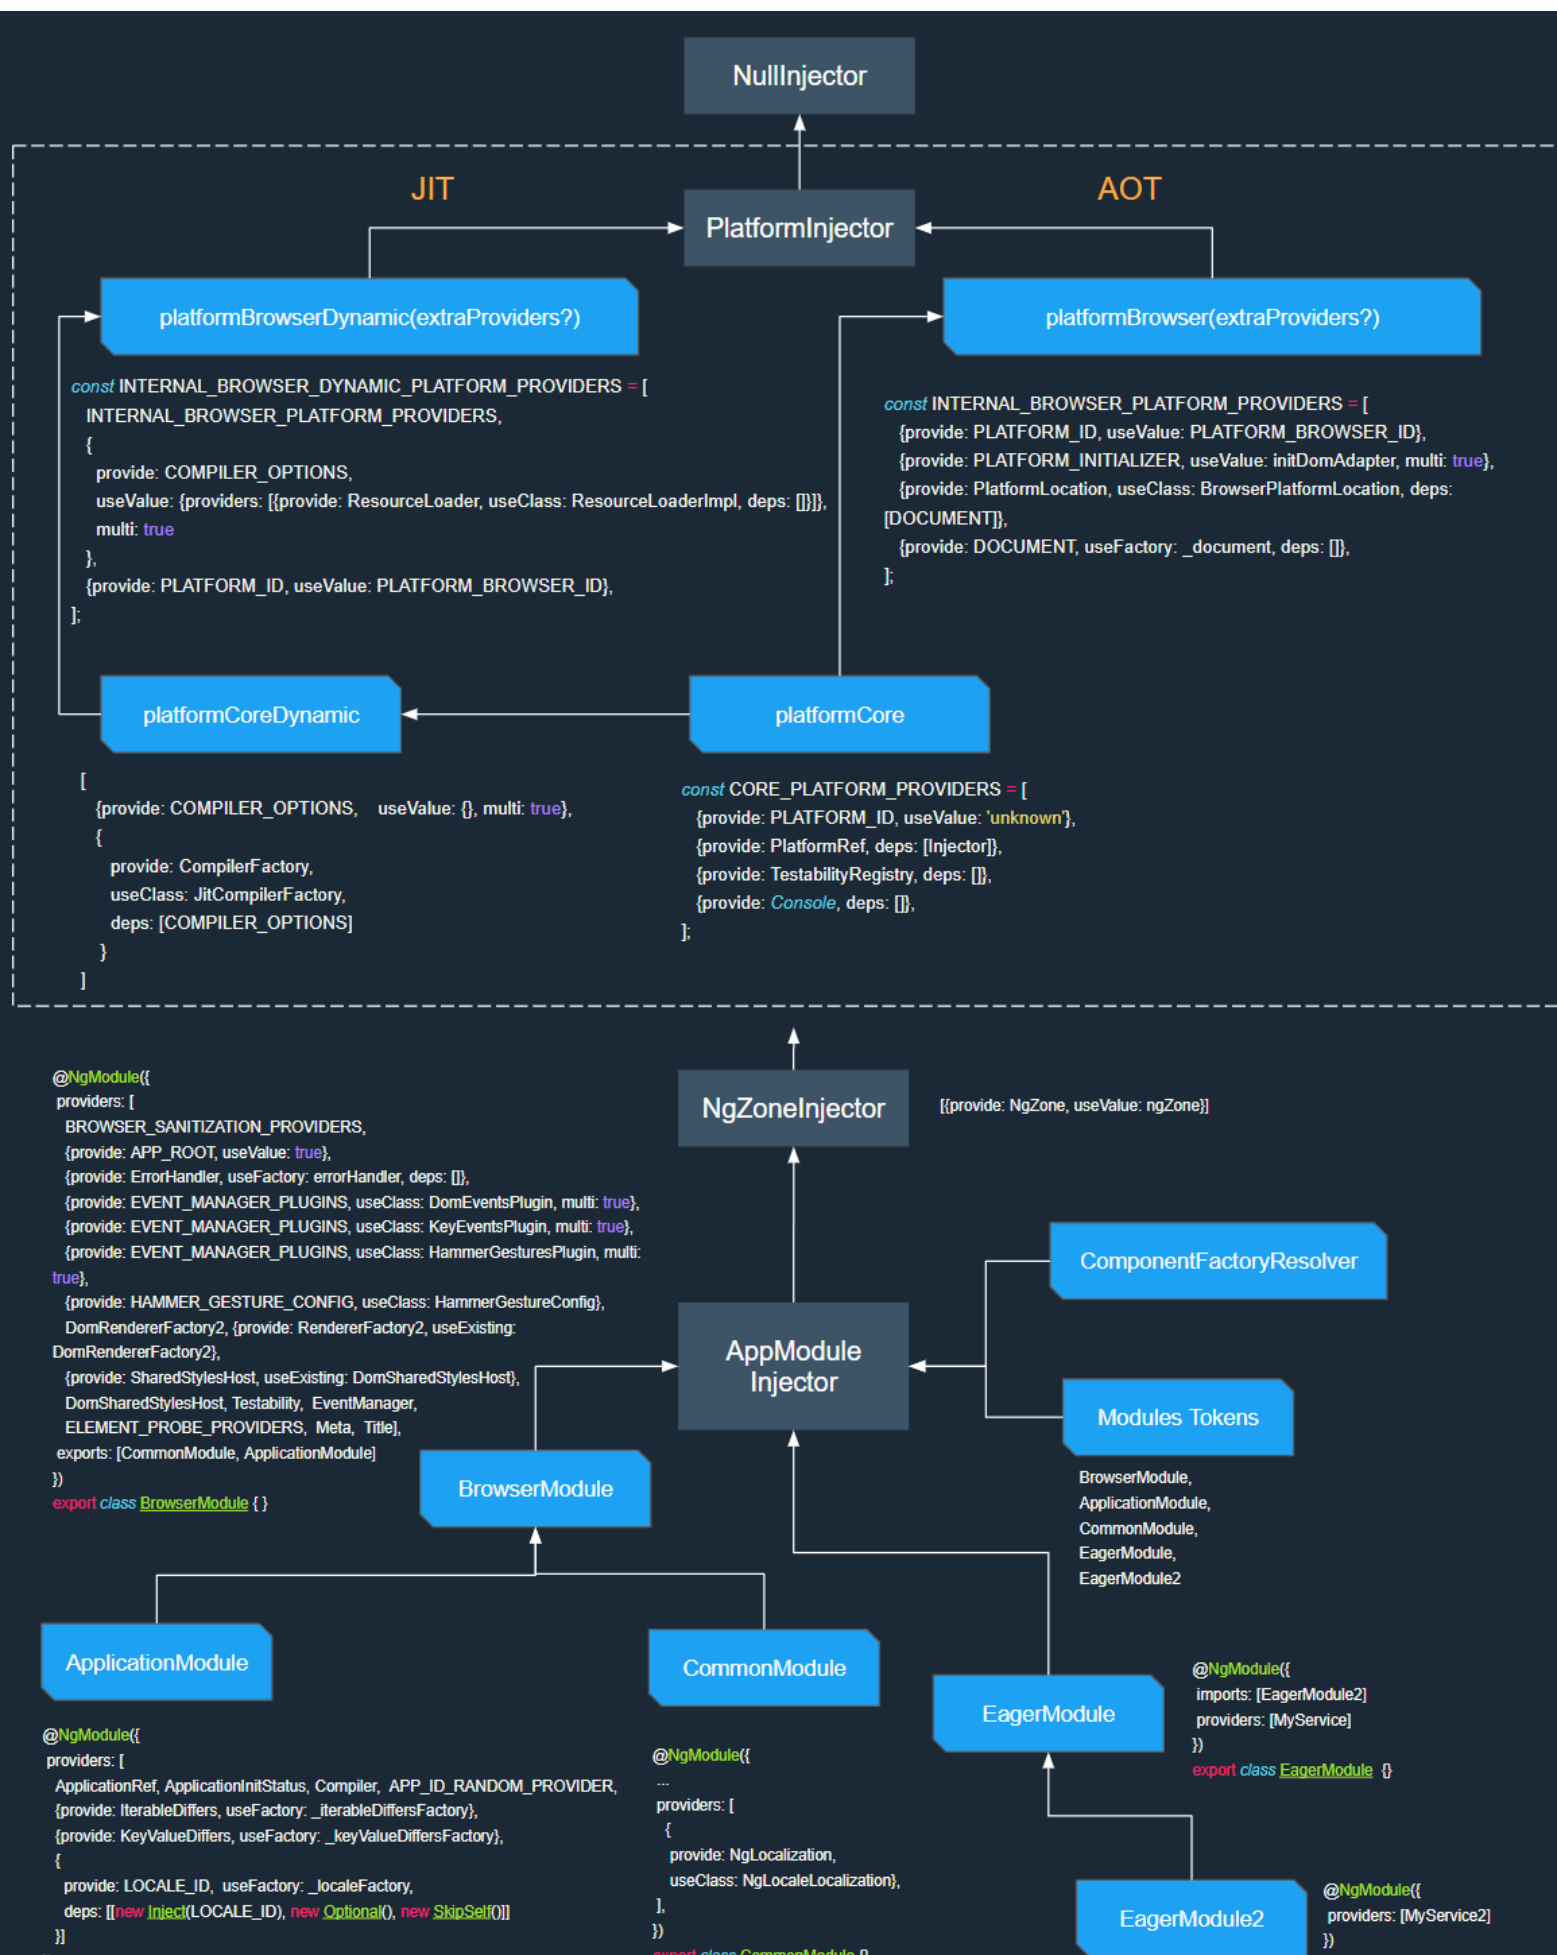 NullInjector
JIT
AOT
PlatformInjector
platformBrowserDynamic(extraProviders?)
platformBrowser(extraProviders?)
const INTERNAL_BROWSER_DYNAMIC_PLATFORM_PROVIDERS = [
INTERNAL_BROWSER_PLATFORM_PROVIDERS,
{
provide: COMPILER_OPTIONS,
useValue: {providers: [{provide: ResourceLoader, useClass: ResourceLoaderImpl, deps: []}]},
multi: true
},
{provide: PLATFORM_ID, useValue: PLATFORM_BROWSER_ID},
];
const INTERNAL_BROWSER_PLATFORM_PROVIDERS = [
{provide: PLATFORM_ID, useValue: PLATFORM_BROWSER_ID},
{provide: PLATFORM_INITIALIZER, useValue: initDomAdapter, multi: true},
{provide: PlatformLocation, useClass: BrowserPlatformLocation, deps:
[DOCUMENT]},
{provide: DOCUMENT, useFactory: _document, deps: []},
];
platformCoreDynamic
platformCore
[
{provide: COMPILER_OPTIONS, useValue: {}, multi: true},
{
provide: CompilerFactory,
useClass: JitCompilerFactory,
deps: [COMPILER_OPTIONS]
}
]
const CORE_PLATFORM_PROVIDERS = [
{provide: PLATFORM_ID, useValue: 'unknown'},
{provide: PlatformRef, deps: [Injector]},
{provide: TestabilityRegistry, deps: []},
{provide: Console, deps: []},
];
@NgModule({
providers: [
BROWSER_SANITIZATION_PROVIDERS,
{provide: APP_ROOT, useValue: true},
{provide: ErrorHandler, useFactory: errorHandler, deps: []},
{provide: EVENT_MANAGER_PLUGINS, useClass: DomEventsPlugin, multi: true},
{provide: EVENT_MANAGER_PLUGINS, useClass: KeyEventsPlugin, multi: true},
{provide: EVENT_MANAGER_PLUGINS, useClass: HammerGesturesPlugin, multi:
true},
{provide: HAMMER_GESTURE_CONFIG, useClass: HammerGestureConfig},
DomRendererFactory2, {provide: RendererFactory2, useExisting:
DomRendererFactory2},
{provide: SharedStylesHost, useExisting: DomSharedStylesHost},
DomSharedStylesHost, Testability, EventManager,
ELEMENT_PROBE_PROVIDERS, Meta, Title],
exports: [CommonModule, ApplicationModule]
})
export class BrowserModule { }
NgZoneInjector
[{provide: NgZone, useValue: ngZone}]
ComponentFactoryResolver
AppModule
Injector
Modules Tokens
BrowserModule,
ApplicationModule,
CommonModule,
EagerModule,
EagerModule2
BrowserModule
ApplicationModule
CommonModule
EagerModule
@NgModule({
imports: [EagerModule2]
providers: [MyService]
})
export class EagerModule {}
@NgModule({
providers: [
ApplicationRef, ApplicationInitStatus, Compiler, APP_ID_RANDOM_PROVIDER,
{provide: IterableDiffers, useFactory: _iterableDiffersFactory},
{provide: KeyValueDiffers, useFactory: _keyValueDiffersFactory},
{
provide: LOCALE_ID, useFactory: _localeFactory,
deps: [[new Inject(LOCALE_ID), new Optional(), new SkipSelf()]]
}]
@NgModule({
...
providers: [
{
provide: NgLocalization,
useClass: NgLocaleLocalization},
],
})
export class CommonModule {}
EagerModule2
@NgModule({
providers: [MyService2]
})